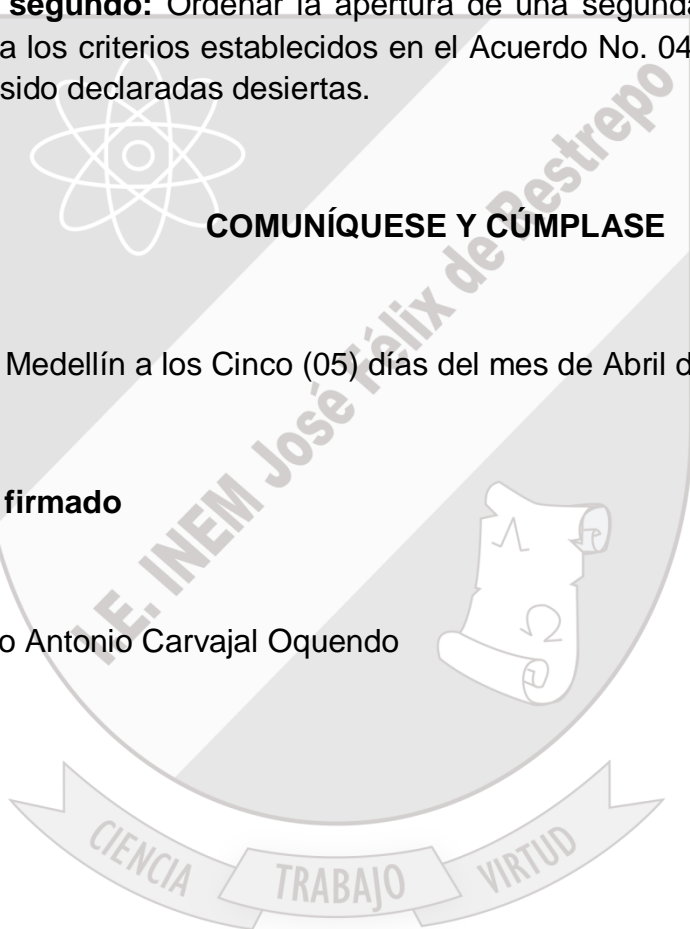 segundo: Ordenar la apertura de una segunda
a los criterios establecidos en el Acuerdo No. 04
sido declaradas desiertas.
COMUNÍQUESE Y CÚMPLASE
Medellín a los Cinco (05) días del mes de Abril d
firmado
o Antonio Carvajal Oquendo
I.E. INEM José Félix de Restrepo
CIENCIA TRABAJO VIRTUD